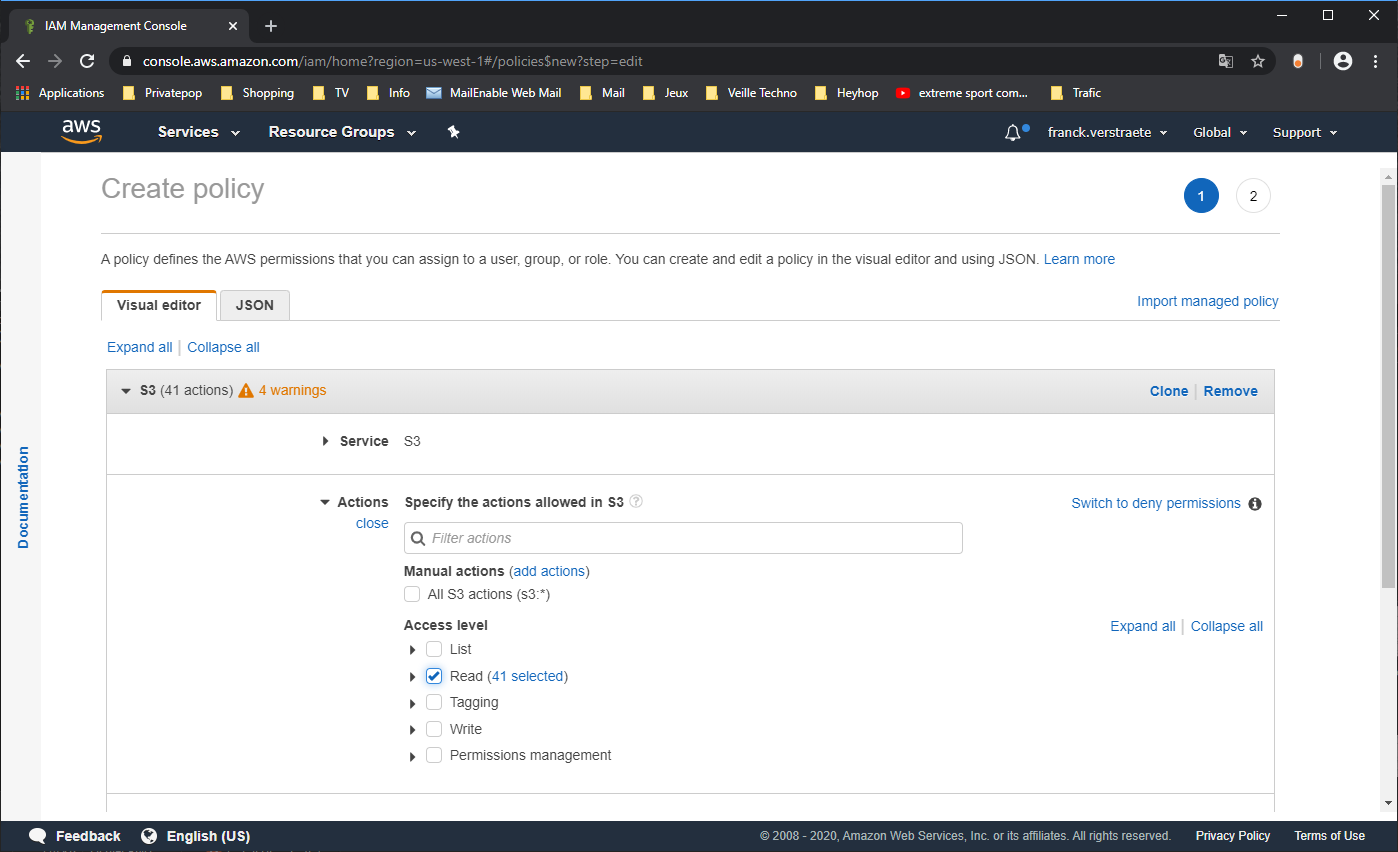 IAM Management Console
console.aws.amazon.com/iam/home?region=us-west-1#/policies$new?step=edit
Applications Privatepop Shopping TV Info MailEnable Web Mail Mail Jeux Veille Techno Heyhop extreme sport com... Trafic
aws Services Resource Groups franck.verstraete Global Support
Create policy
1 2
A policy defines the AWS permissions that you can assign to a user, group, or role. You can create and edit a policy in the visual editor and using JSON. Learn more
Visual editor JSON Import managed policy
Expand all | Collapse all
S3 (41 actions) 4 warnings Clone | Remove
Service S3
Documentation
Actions Specify the actions allowed in S3 ? Switch to deny permissions
close
Filter actions
Manual actions (add actions)
All S3 actions (s3:*)
Access level Expand all | Collapse all
List
Read (41 selected)
Tagging
Write
Permissions management
Feedback English (US) © 2008 - 2020, Amazon Web Services, Inc. or its affiliates. All rights reserved. Privacy Policy Terms of Use